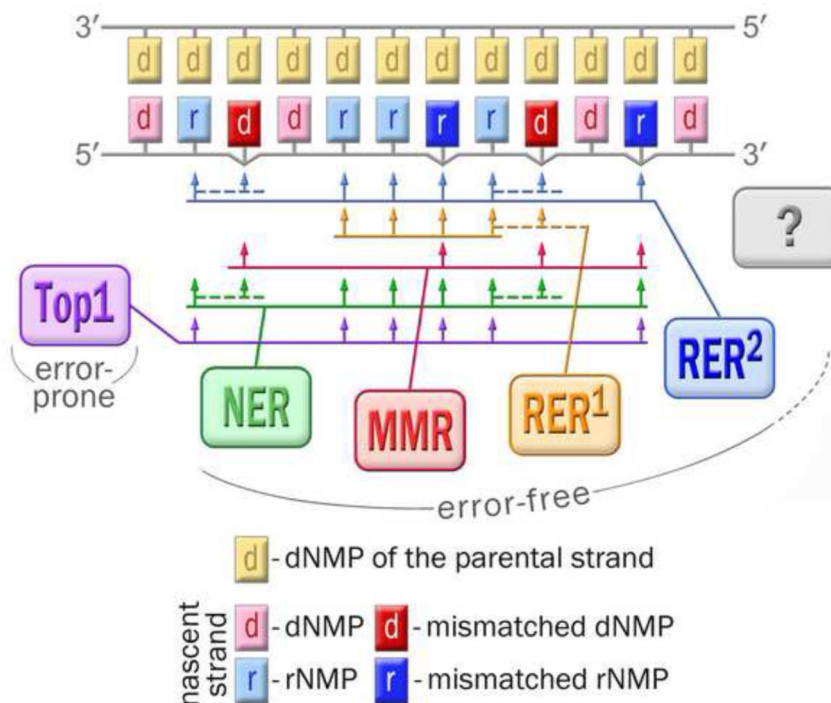 3′ 5′
d d d d d d d d d d d d
d r d d r r r r d d r d
5′ 3′
?
Top1
error-
prone
NER
MMR
RER¹
RER²
error-free
d - dNMP of the parental strand
nascent
strand
d - dNMP d - mismatched dNMP
r - rNMP r - mismatched rNMP